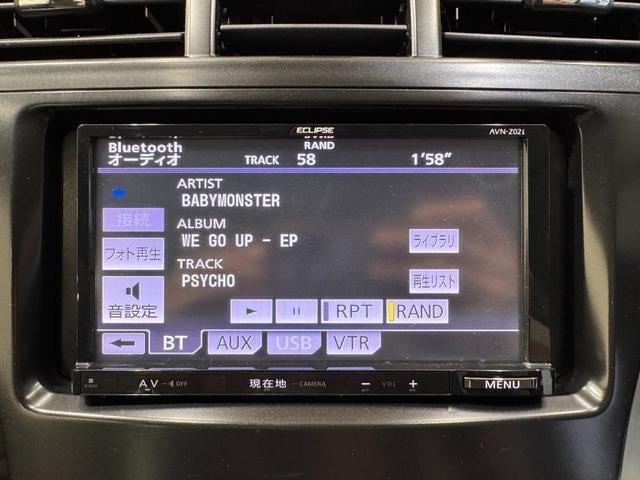 ECLIPSE
AVN-Z02i
RAND
Bluetooth
オーディオ TRACK 58 1'58"
ARTIST
BABYMONSTER
接続
ALBUM
WE GO UP - EP
ライブラリ
フォト再生
TRACK
PSYCHO
再生リスト
音設定
RPT
RAND
BT AUX USB VTR
AV OFF 現在地 CAMERA − VOL + MENU